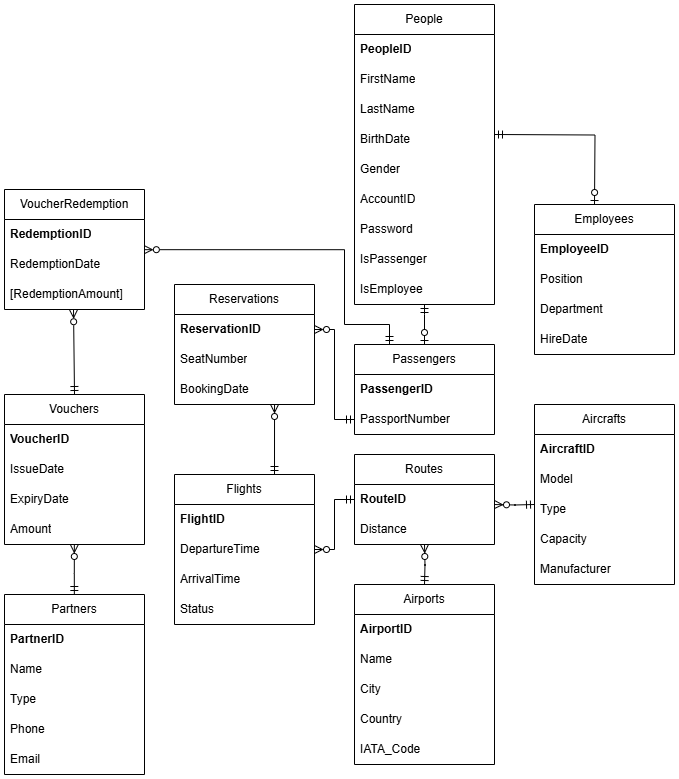 People
PeopleID
FirstName
LastName
BirthDate
Gender
AccountID
Password
IsPassenger
IsEmployee
VoucherRedemption
RedemptionID
RedemptionDate
[RedemptionAmount]
Employees
EmployeeID
Position
Department
HireDate
Reservations
ReservationID
SeatNumber
BookingDate
Passengers
PassengerID
PassportNumber
Vouchers
VoucherID
IssueDate
ExpiryDate
Amount
Aircrafts
AircraftID
Model
Type
Capacity
Manufacturer
Routes
RouteID
Distance
Flights
FlightID
DepartureTime
ArrivalTime
Status
Airports
AirportID
Name
City
Country
IATA_Code
Partners
PartnerID
Name
Type
Phone
Email